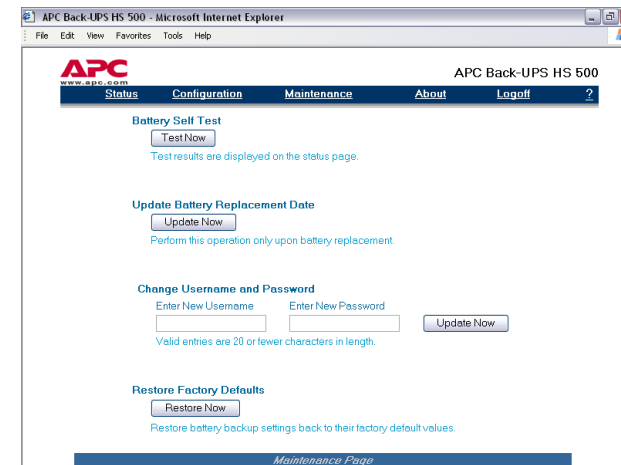 APC Back-UPS HS 500 - Microsoft Internet Explorer
File Edit View Favorites Tools Help
APC
www.apc.com
APC Back-UPS HS 500
Status Configuration Maintenance About Logoff ?
Battery Self Test
Test Now
Test results are displayed on the status page.
Update Battery Replacement Date
Update Now
Perform this operation only upon battery replacement.
Change Username and Password
Enter New Username Enter New Password
Update Now
Valid entries are 20 or fewer characters in length.
Restore Factory Defaults
Restore Now
Restore battery backup settings back to their factory default values.
Maintenance Page